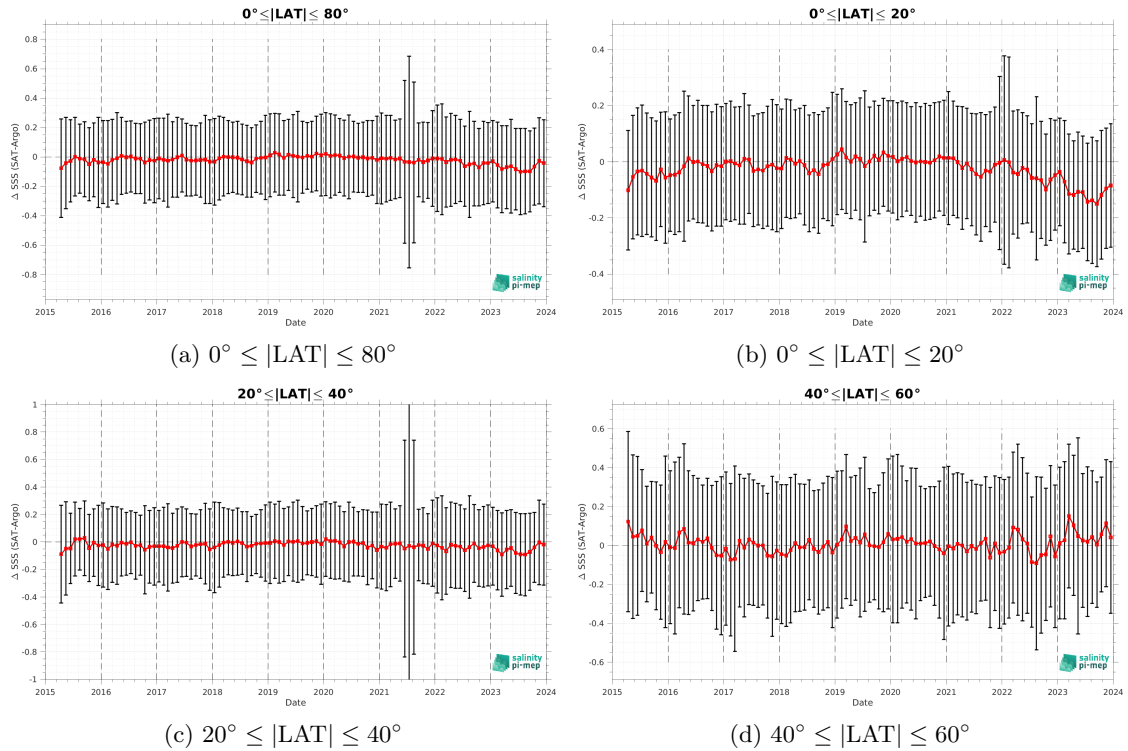 0°≤|LAT|≤ 80°
Δ SSS (SAT-Argo)
0.8
0.6
0.4
0.2
0
-0.2
-0.4
-0.6
-0.8
2015 2016 2017 2018 2019 2020 2021 2022 2023 2024
Date
salinity
pi-mep
(a) 0° ≤ |LAT| ≤ 80°
0°≤|LAT|≤ 20°
Δ SSS (SAT-Argo)
0.4
0.2
0
-0.2
-0.4
2015 2016 2017 2018 2019 2020 2021 2022 2023 2024
Date
salinity
pi-mep
(b) 0° ≤ |LAT| ≤ 20°
20°≤|LAT|≤ 40°
Δ SSS (SAT-Argo)
1
0.8
0.6
0.4
0.2
0
-0.2
-0.4
-0.6
-0.8
-1
2015 2016 2017 2018 2019 2020 2021 2022 2023 2024
Date
salinity
pi-mep
(c) 20° ≤ |LAT| ≤ 40°
40°≤|LAT|≤ 60°
Δ SSS (SAT-Argo)
0.6
0.4
0.2
0
-0.2
-0.4
-0.6
2015 2016 2017 2018 2019 2020 2021 2022 2023 2024
Date
salinity
pi-mep
(d) 40° ≤ |LAT| ≤ 60°